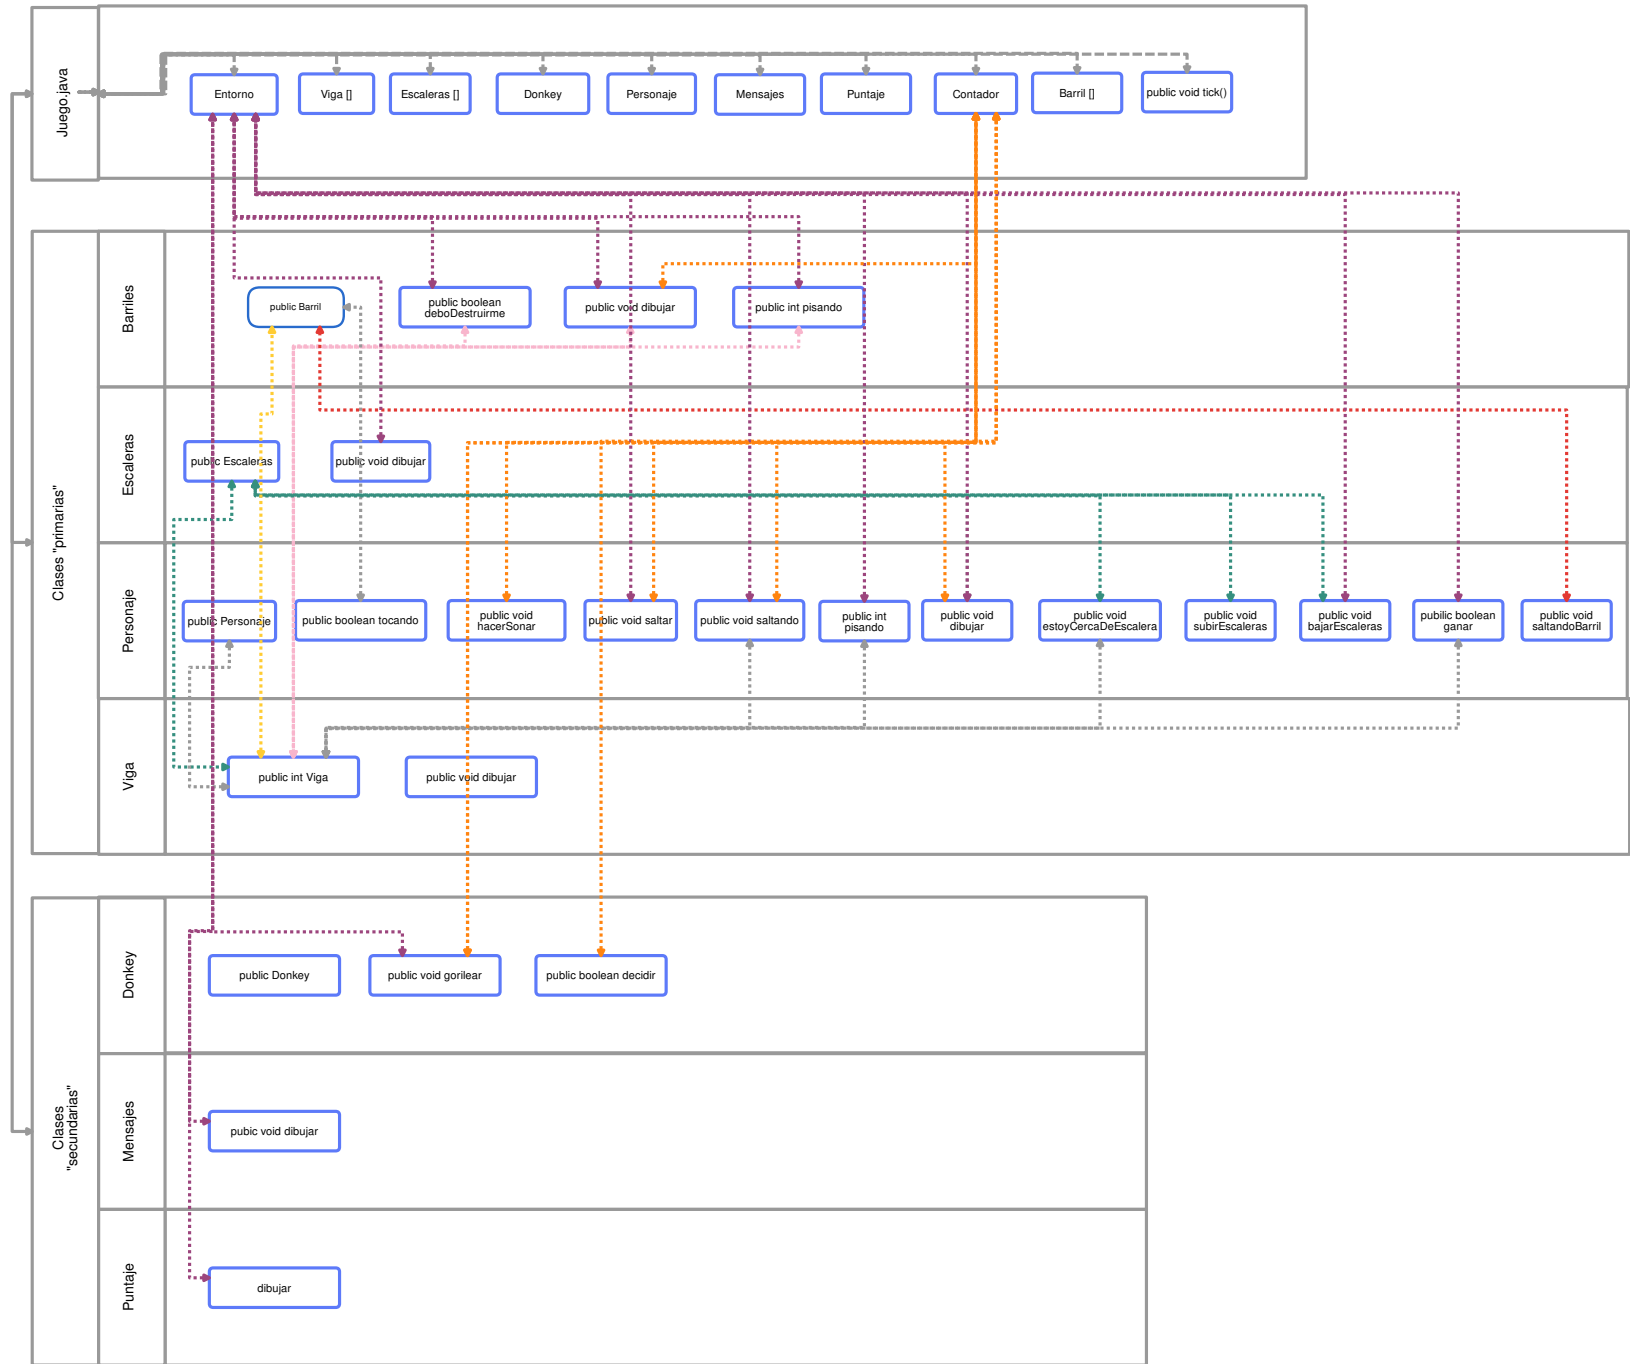 Juego.java
Entorno
Viga []
Escaleras []
Donkey
Personaje
Mensajes
Puntaje
Contador
Barril []
public void tick()
Clases "primarias"
Barriles
public Barril
public boolean
deboDestruirme
public void dibujar
public int pisando
Escaleras
public Escaleras
public void dibujar
Personaje
public Personaje
public boolean tocando
public void
hacerSonar
public void saltar
public void saltando
public int
pisando
public void
dibujar
public void
estoyCercaDeEscalera
public void
subirEscaleras
public void
bajarEscaleras
public boolean
ganar
public void
saltandoBarril
Viga
public int Viga
public void dibujar
Clases
"secundarias"
Donkey
public Donkey
public void gorilear
public boolean decidir
Mensajes
pubic void dibujar
Puntaje
dibujar